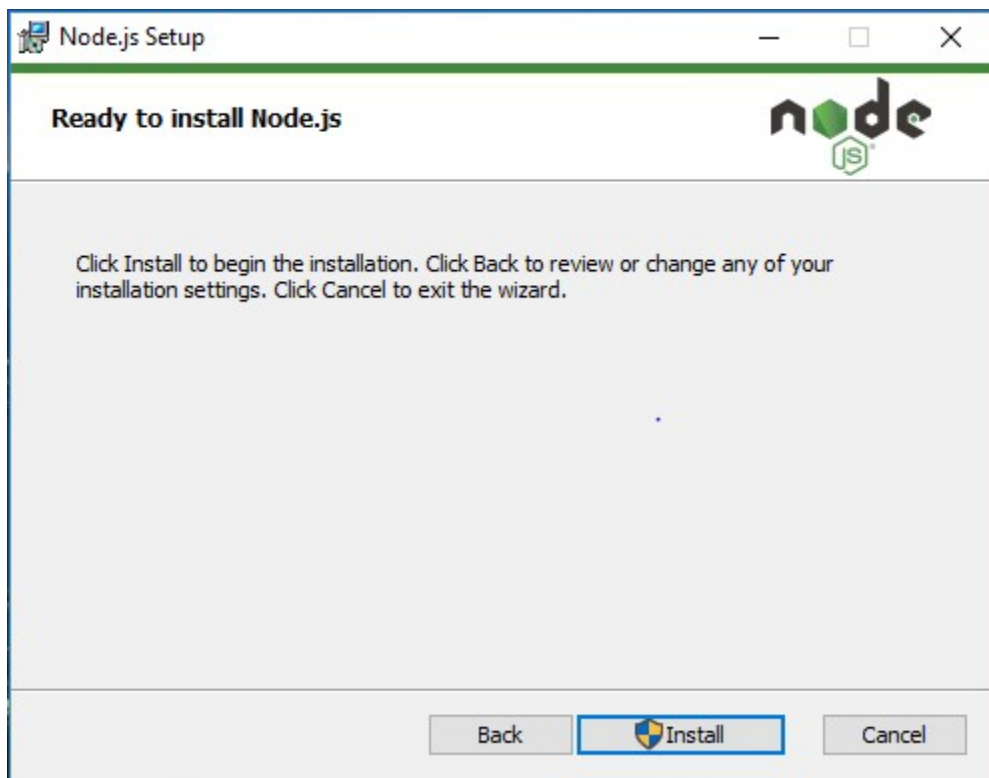 Node.js Setup
Ready to install Node.js
node
JS
Click Install to begin the installation. Click Back to review or change any of your
installation settings. Click Cancel to exit the wizard.
Back
Install
Cancel